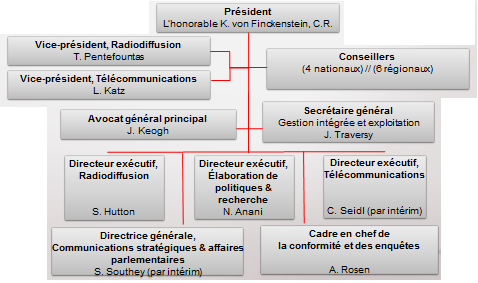 Président
L'honorable K. von Finckenstein, C.R.
Vice-président, Radiodiffusion
T. Pentefountas
Vice-président, Télécommunications
L. Katz
Conseillers
(4 nationaux) // (6 régionaux)
Avocat général principal
J. Keogh
Secrétaire général
Gestion intégrée et exploitation
J. Traversy
Directeur exécutif,
Radiodiffusion
S. Hutton
Directeur exécutif,
Élaboration de
politiques &
recherche
N. Anani
Directeur exécutif,
Télécommunications
C. Seidl (par intérim)
Directrice générale,
Communications stratégiques & affaires
parlementaires
S. Southey (par intérim)
Cadre en chef de
la conformité et des enquêtes
A. Rosen